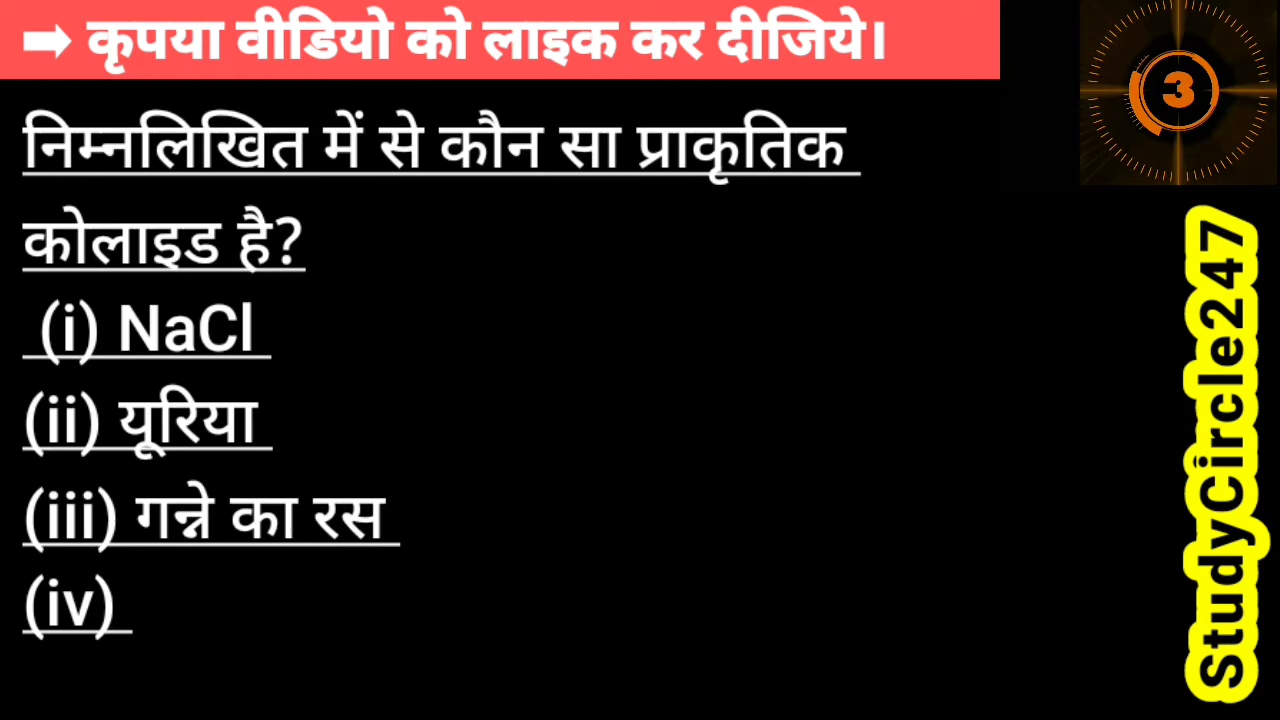 ➡ कृपया वीडियो को लाइक कर दीजिये।
3
निम्नलिखित में से कौन सा प्राकृतिक
कोलाइड है?
(i) NaCl
(ii) यूरिया
(iii) गन्ने का रस
(iv)
StudyCircle247